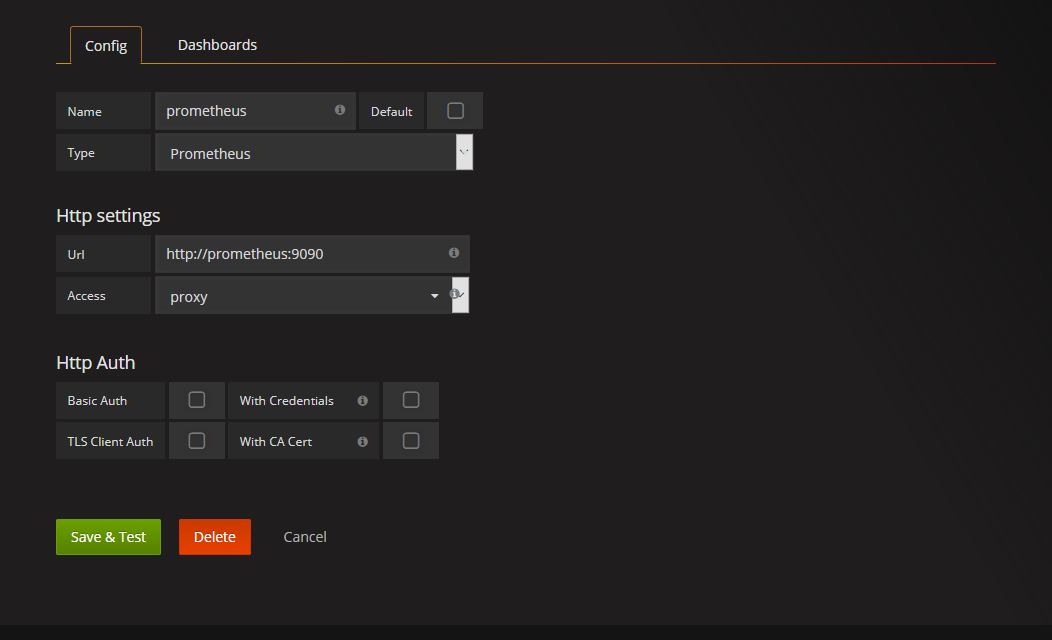 Config Dashboards
Name prometheus Default
Type Prometheus
Http settings
Url http://prometheus:9090
Access proxy
Http Auth
Basic Auth With Credentials
TLS Client Auth With CA Cert
Save & Test Delete Cancel